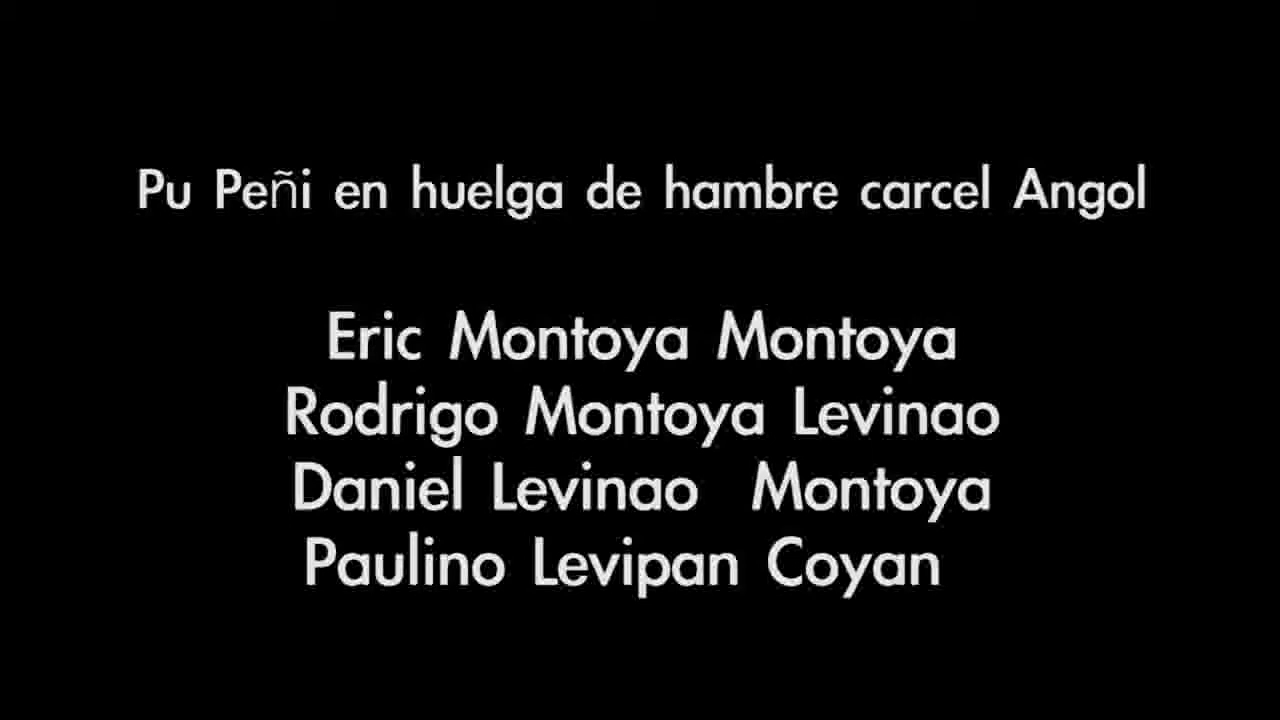 Pu Peñi en huelga de hambre carcel Angol
Eric Montoya Montoya
Rodrigo Montoya Levinao
Daniel Levinao Montoya
Paulino Levipan Coyan